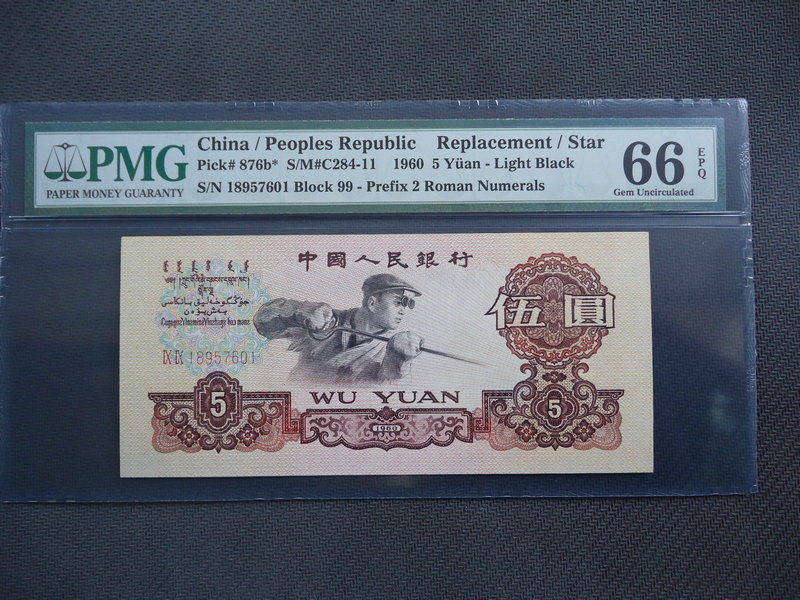 PMG
PAPER MONEY GUARANTY
China / Peoples Republic Replacement / Star
Pick# 876b* S/M#C284-11 1960 5 Yüan - Light Black
S/N 18957601 Block 99 - Prefix 2 Roman Numerals
66 EPQ
Gem Uncirculated
中國人民銀行
伍圓
IX IX 18957601
WU YUAN
5
1960
5